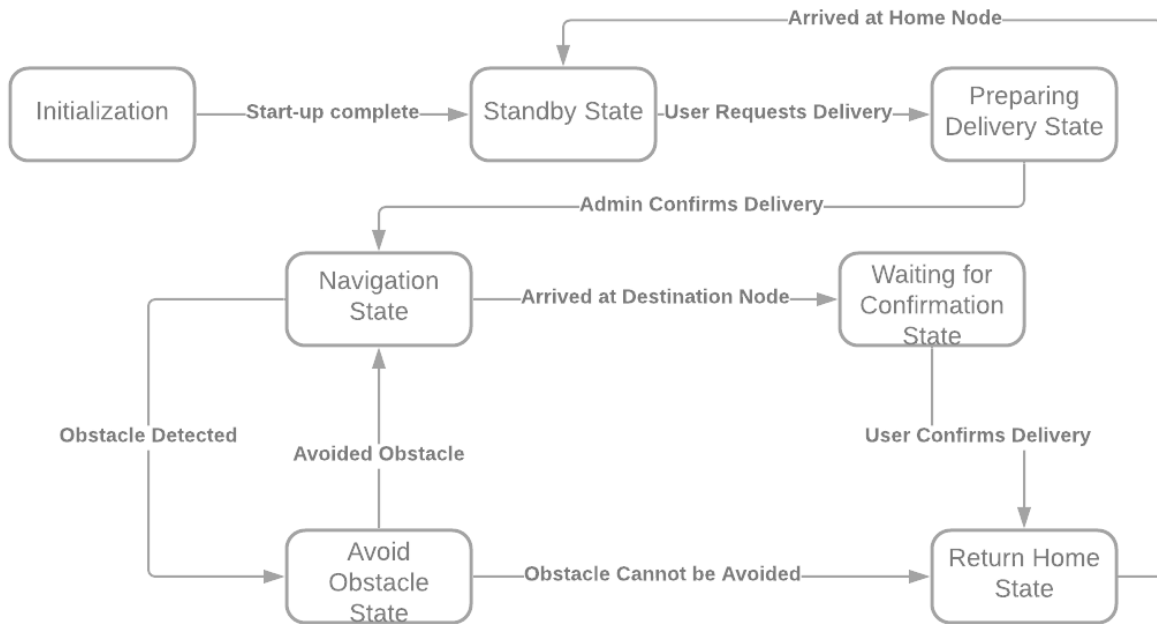 Arrived at Home Node
Initialization
Start-up complete
Standby State
User Requests Delivery
Preparing
Delivery State
Admin Confirms Delivery
Navigation
State
Arrived at Destination Node
Waiting for
Confirmation
State
Obstacle Detected
Avoided Obstacle
User Confirms Delivery
Avoid
Obstacle
State
Obstacle Cannot be Avoided
Return Home
State